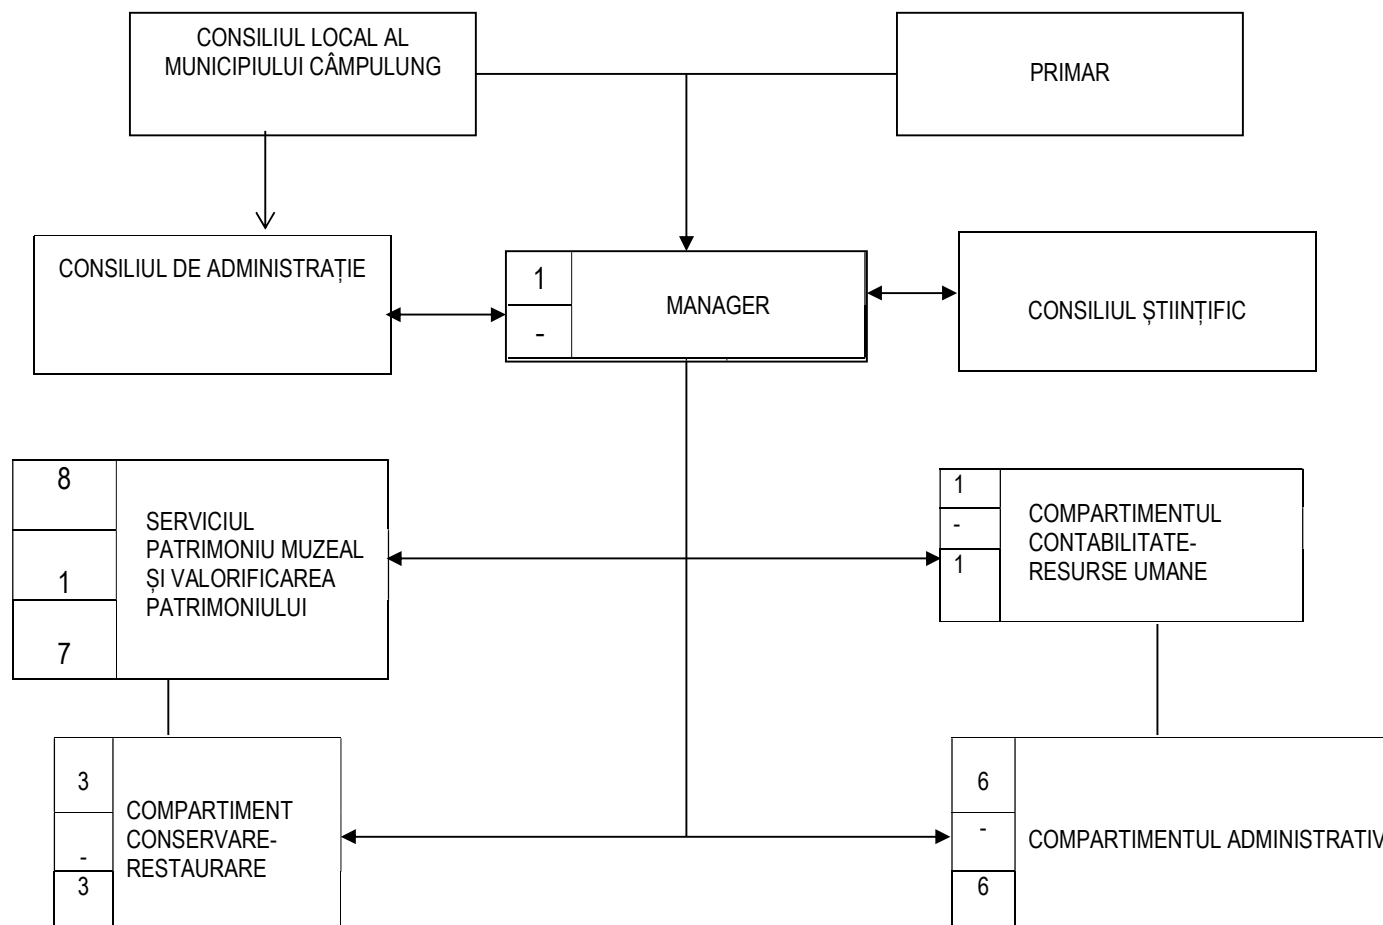 CONSILIUL LOCAL AL
MUNICIPIULUI CÂMPULUNG
PRIMAR
CONSILIUL DE ADMINISTRAȚIE
1
-
MANAGER
CONSILIUL ȘTIINȚIFIC
8
1
7
SERVICIUL
PATRIMONIU MUZEAL
ȘI VALORIFICAREA
PATRIMONIULUI
1
-
1
COMPARTIMENTUL
CONTABILITATE-
RESURSE UMANE
3
-
3
COMPARTIMENT
CONSERVARE-
RESTAURARE
6
-
6
COMPARTIMENTUL ADMINISTRATIV